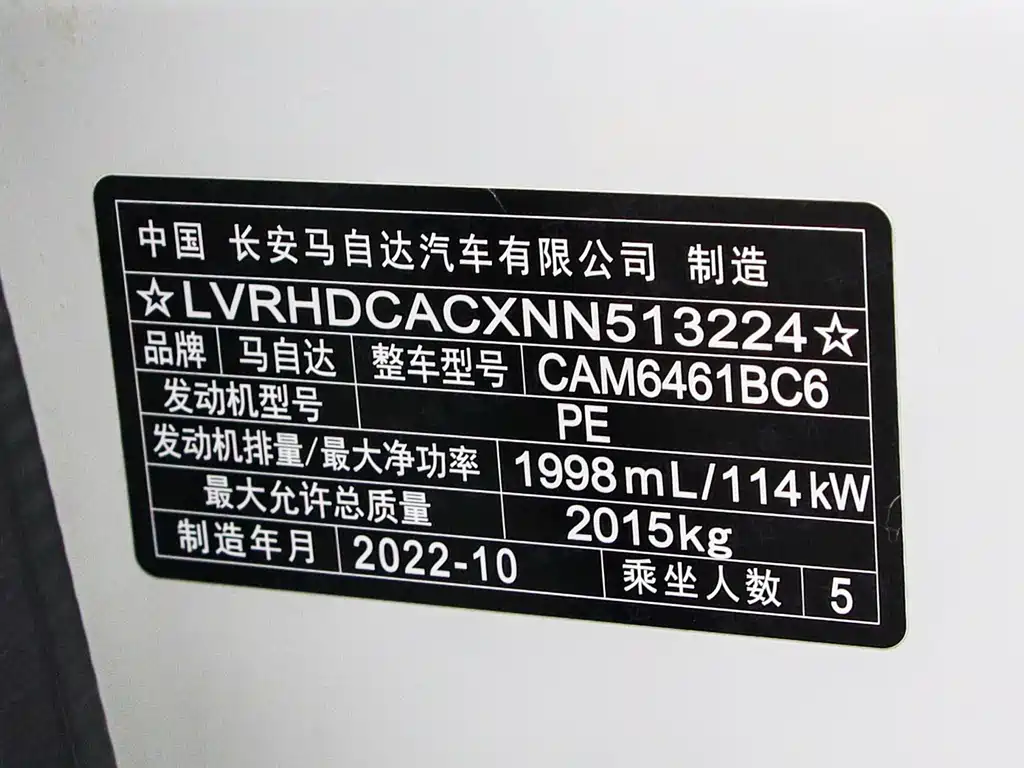 中国 长安马自达汽车有限公司 制造
☆LVRHDCACXNN513224☆
品牌 马自达 整车型号 CAM6461BC6
发动机型号 PE
发动机排量/最大净功率 1998mL/114kW
最大允许总质量 2015kg
制造年月 2022-10 乘坐人数 5